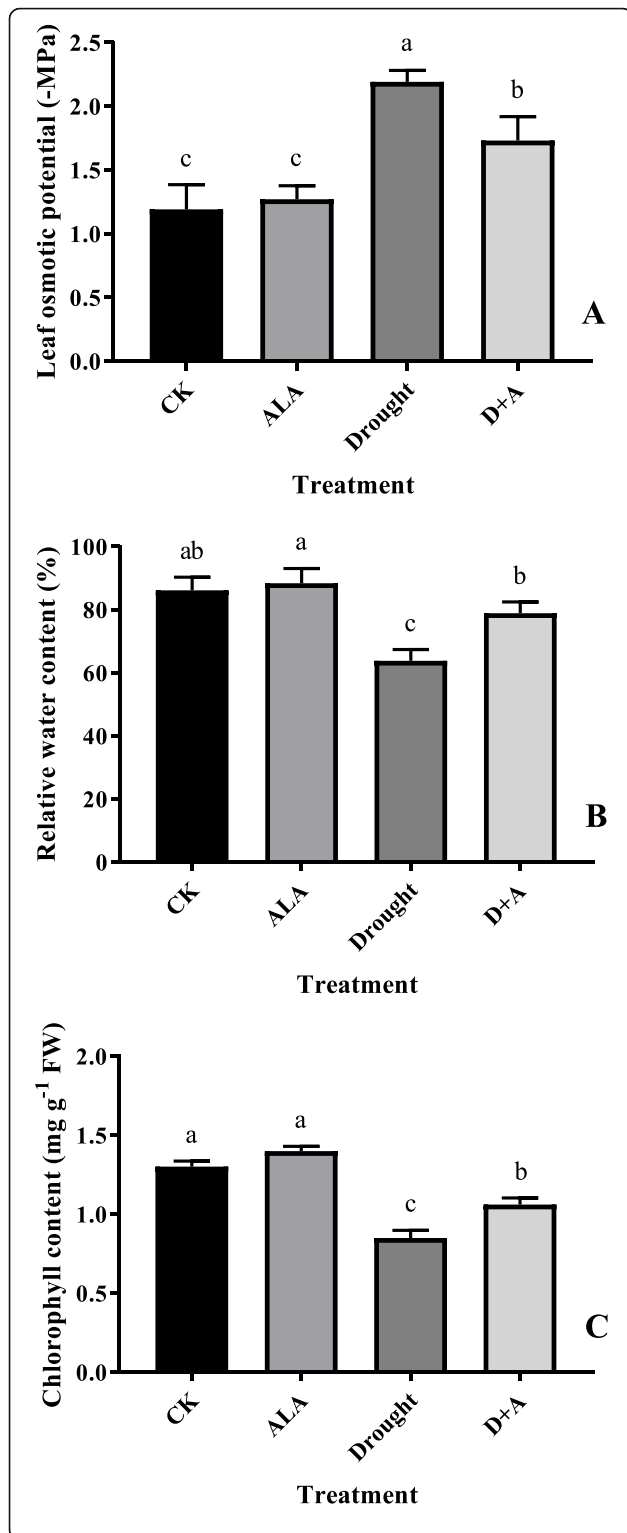 Leaf osmotic potential (-MPa)
2.5
2.0
1.5
1.0
0.5
0.0
c
c
a
b
A
CK
ALA
Drought
D+A
Treatment
Relative water content (%)
100
80
60
40
20
0
ab
a
c
b
B
CK
ALA
Drought
D+A
Treatment
Chlorophyll content (mg g⁻¹ FW)
2.0
1.5
1.0
0.5
0.0
a
a
c
b
C
CK
ALA
Drought
D+A
Treatment